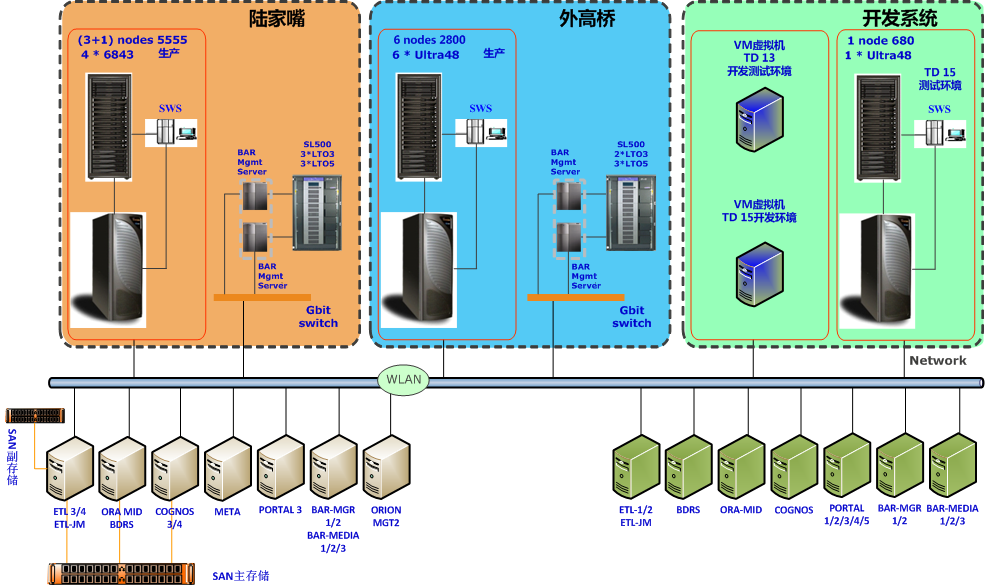 陆家嘴
(3+1) nodes 5555
4 * 6843 生产
SWS
BAR
Mgmt
Server
SL500
3*LTO3
3*LTO5
BAR
Mgmt
Server
Gbit
switch
外高桥
6 nodes 2800
6 * Ultra48 生产
SWS
BAR
Mgmt
Server
SL500
2*LTO3
3*LTO5
BAR
Mgmt
Server
Gbit
switch
开发系统
VM虚拟机
TD 13
开发测试环境
VM虚拟机
TD 15开发环境
1 node 680
1 * Ultra48
TD 15
测试环境
SWS
Network
WLAN
SAN副存储
ETL 3/4
ETL-JM
ORA MID
BDRS
COGNOS
3/4
META
PORTAL 3
BAR-MGR
1/2
BAR-MEDIA
1/2/3
ORION
MGT2
ETL-1/2
ETL-JM
BDRS
ORA-MID
COGNOS
PORTAL
1/2/3/4/5
BAR-MGR
1/2
BAR-MEDIA
1/2/3
SAN主存储